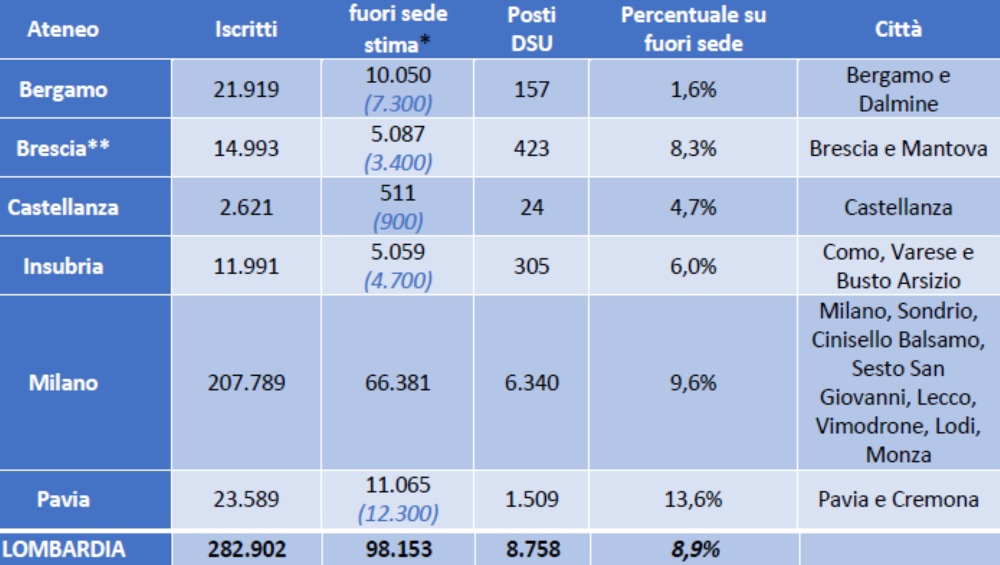 Ateneo Iscritti fuori sede stima* Posti DSU Percentuale su fuori sede Città
Bergamo 21.919 10.050 (7.300) 157 1,6% Bergamo e Dalmine
Brescia** 14.993 5.087 (3.400) 423 8,3% Brescia e Mantova
Castellanza 2.621 511 (900) 24 4,7% Castellanza
Insubria 11.991 5.059 (4.700) 305 6,0% Como, Varese e Busto Arsizio
Milano 207.789 66.381 6.340 9,6% Milano, Sondrio, Cinisello Balsamo, Sesto San Giovanni, Lecco, Vimodrone, Lodi, Monza
Pavia 23.589 11.065 (12.300) 1.509 13,6% Pavia e Cremona
LOMBARDIA 282.902 98.153 8.758 8,9%